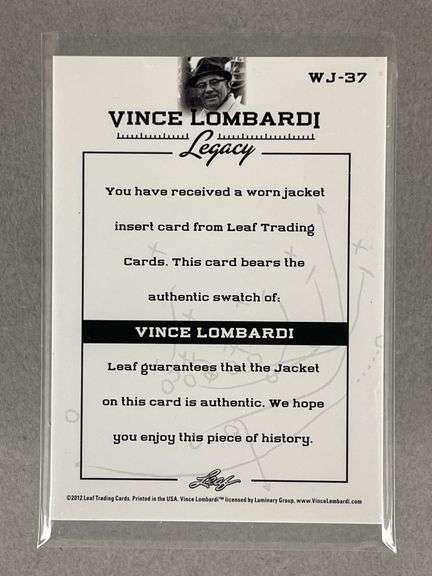 WJ-37
VINCE LOMBARDI
Legacy
You have received a worn jacket
insert card from Leaf Trading
Cards. This card bears the
authentic swatch of:
VINCE LOMBARDI
Leaf guarantees that the Jacket
on this card is authentic. We hope
you enjoy this piece of history.
Leaf
©2012 Leaf Trading Cards. Printed in the USA. Vince Lombardi™ licensed by Luminary Group, www.VinceLombardi.com